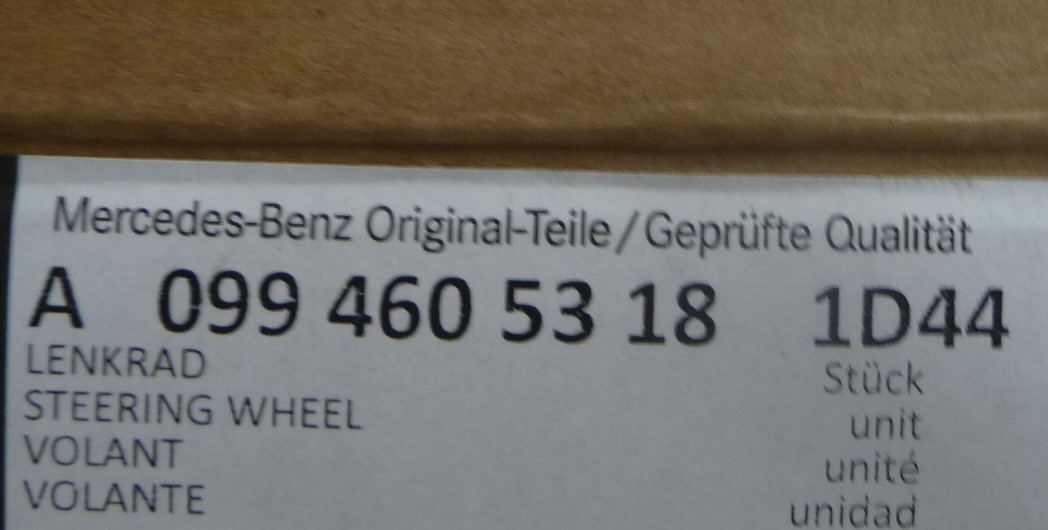 Mercedes-Benz Original-Teile/Geprüfte Qualität
A 099 460 53 18 1D44
LENKRAD Stück
STEERING WHEEL unit
VOLANT unité
VOLANTE unidad